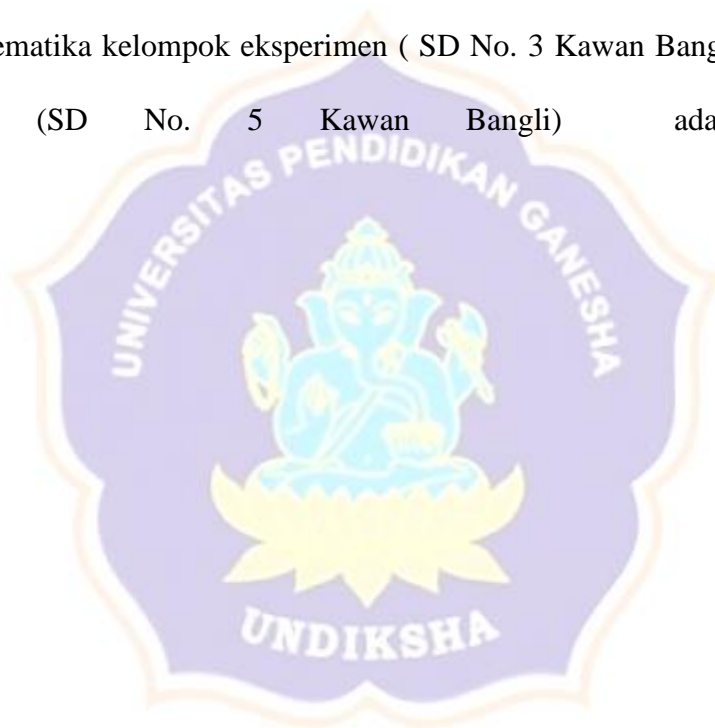 ematika kelompok eksperimen ( SD No. 3 Kawan Bang
(SD No. 5 Kawan Bangli) ada
UNIVERSITAS PENDIDIKAN GANESHA
UNDIKSHA